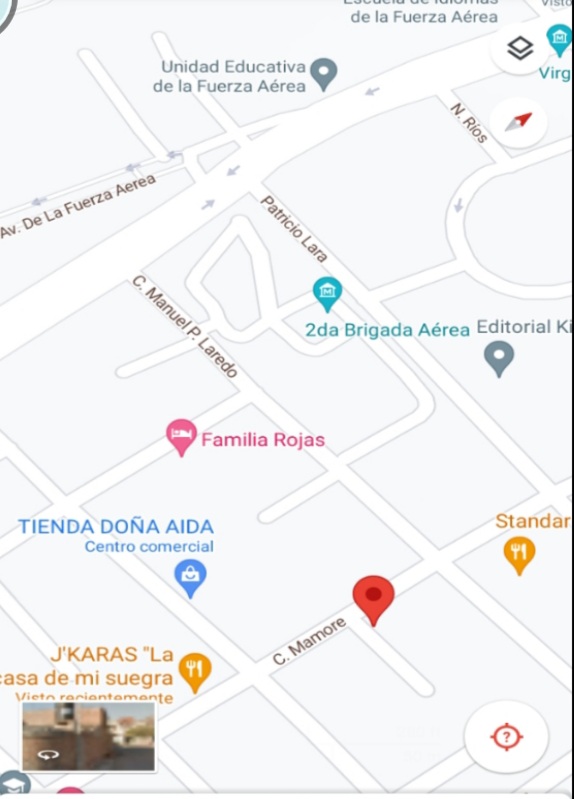 Escuela de Idiomas
de la Fuerza Aérea
Visto
Unidad Educativa
de la Fuerza Aérea
Virg
N. Ríos
Av. De La Fuerza Aerea
Patricio Lara
C. Manuel P. Laredo
2da Brigada Aérea
Editorial Ki
Familia Rojas
TIENDA DOÑA AIDA
Centro comercial
Standar
C. Mamore
J'KARAS "La
casa de mi suegra
Visto recientemente